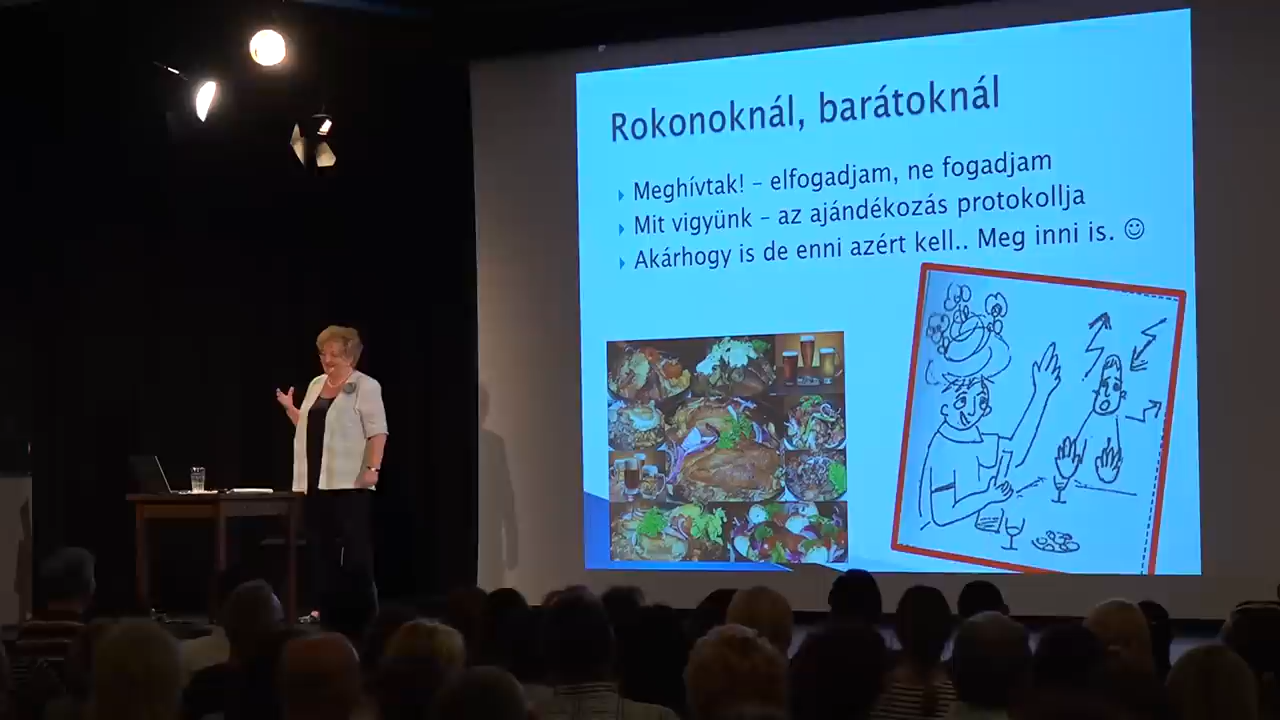 Rokonoknál, barátoknál
Meghívtak! – elfogadjam, ne fogadjam
Mit vigyünk – az ajándékozás protokollja
Akárhogy is de enni azért kell.. Meg inni is. ☺